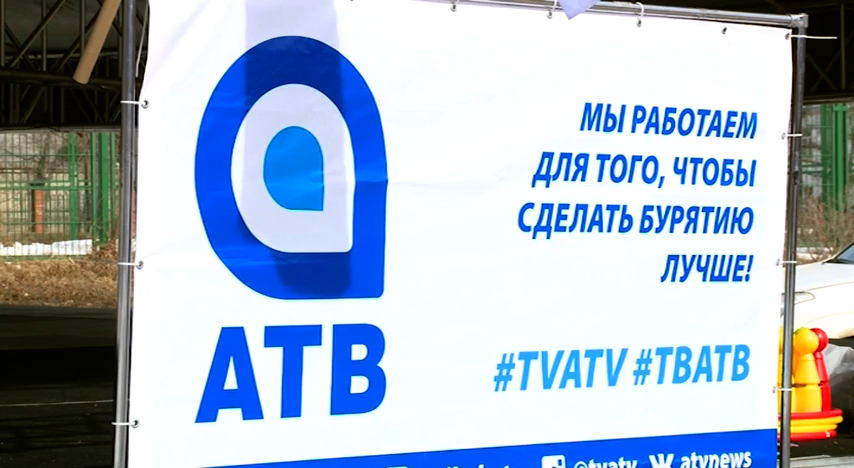 АТВ
МЫ РАБОТАЕМ
ДЛЯ ТОГО, ЧТОБЫ
СДЕЛАТЬ БУРЯТИЮ
ЛУЧШЕ!
#TVATV #ТВАТВ
@tvatv atvnews